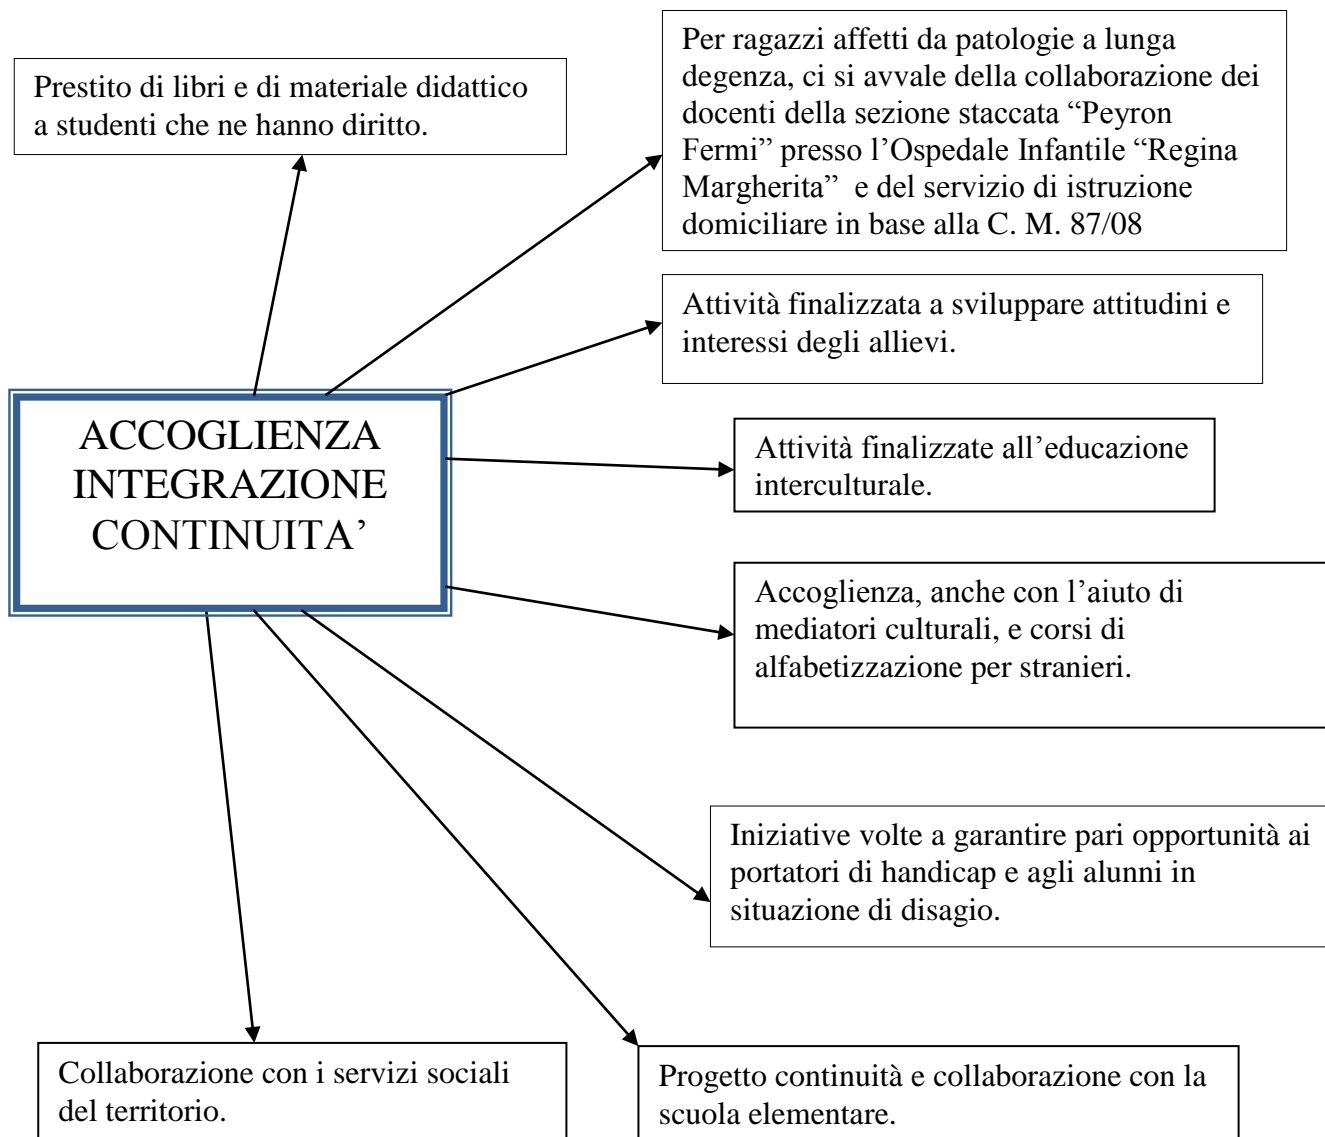 Prestito di libri e di materiale didattico
a studenti che ne hanno diritto.
Per ragazzi affetti da patologie a lunga
degenza, ci si avvale della collaborazione dei
docenti della sezione staccata “Peyron
Fermi” presso l’Ospedale Infantile “Regina
Margherita”  e del servizio di istruzione
domiciliare in base alla C. M. 87/08
Attività finalizzata a sviluppare attitudini e
interessi degli allievi.
ACCOGLIENZA
INTEGRAZIONE
CONTINUITA’
Attività finalizzate all’educazione
interculturale.
Accoglienza, anche con l’aiuto di
mediatori culturali, e corsi di
alfabetizzazione per stranieri.
Iniziative volte a garantire pari opportunità ai
portatori di handicap e agli alunni in
situazione di disagio.
Collaborazione con i servizi sociali
del territorio.
Progetto continuità e collaborazione con la
scuola elementare.